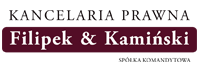 KANCELARIA PRAWNA
Filipek & Kamiński
SPÓŁKA KOMANDYTOWA